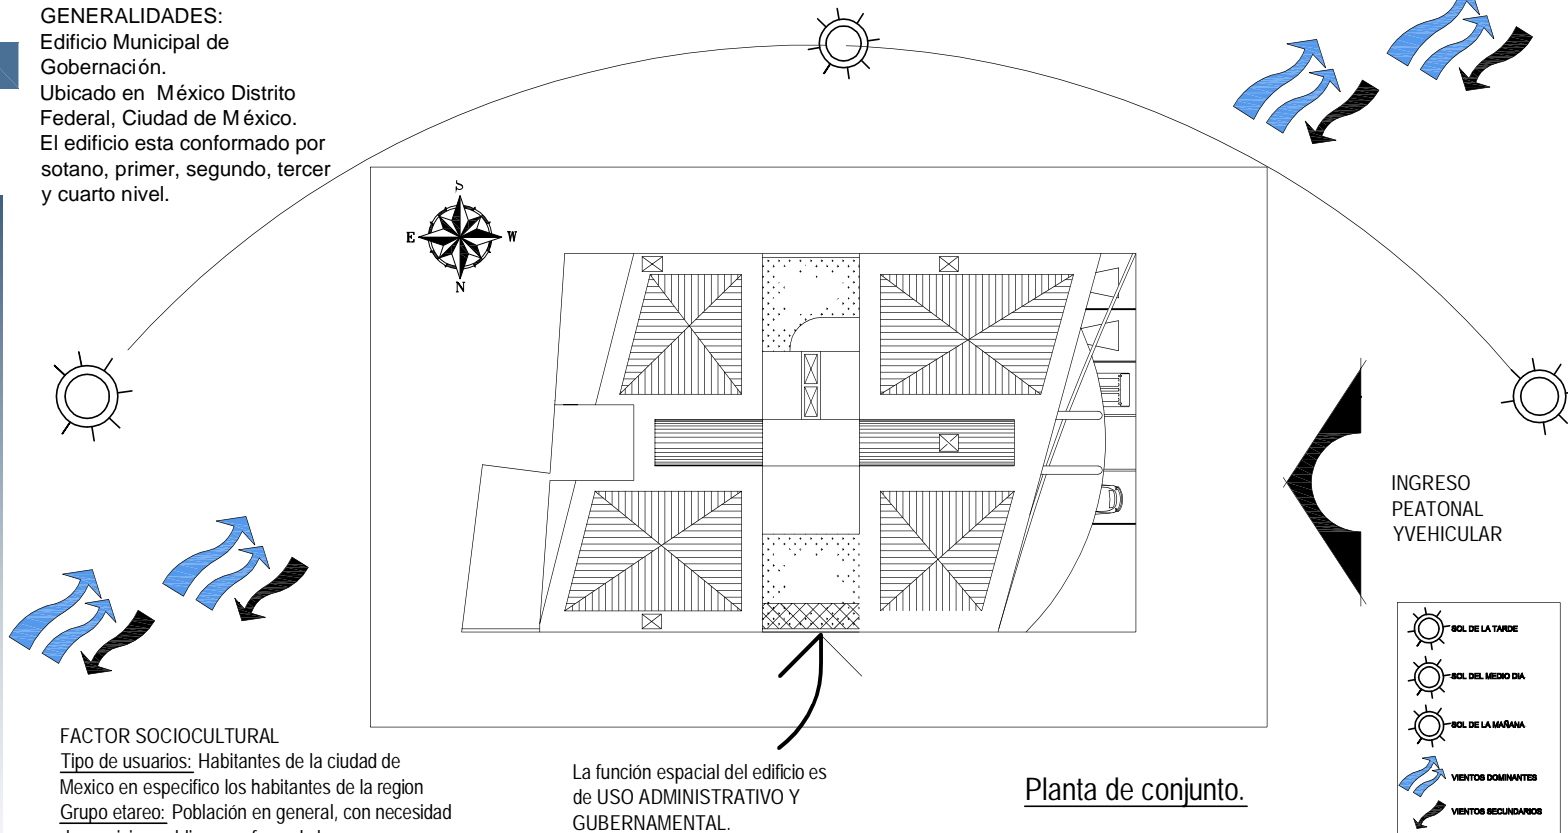 GENERALIDADES:
Edificio Municipal de
Gobernación.
Ubicado en México Distrito
Federal, Ciudad de México.
El edificio esta conformado por
sotano, primer, segundo, tercer
y cuarto nivel.
S
E
W
N
INGRESO
PEATONAL
YVEHICULAR
SOL DE LA TARDE
SOL DEL MEDIO DIA
SOL DE LA MAÑANA
VIENTOS DOMINANTES
VIENTOS SECUNDARIOS
FACTOR SOCIOCULTURAL
Tipo de usuarios: Habitantes de la ciudad de
Mexico en especifico los habitantes de la region
Grupo etareo: Población en general, con necesidad
La función espacial del edificio es
de USO ADMINISTRATIVO Y
GUBERNAMENTAL.
Planta de conjunto.